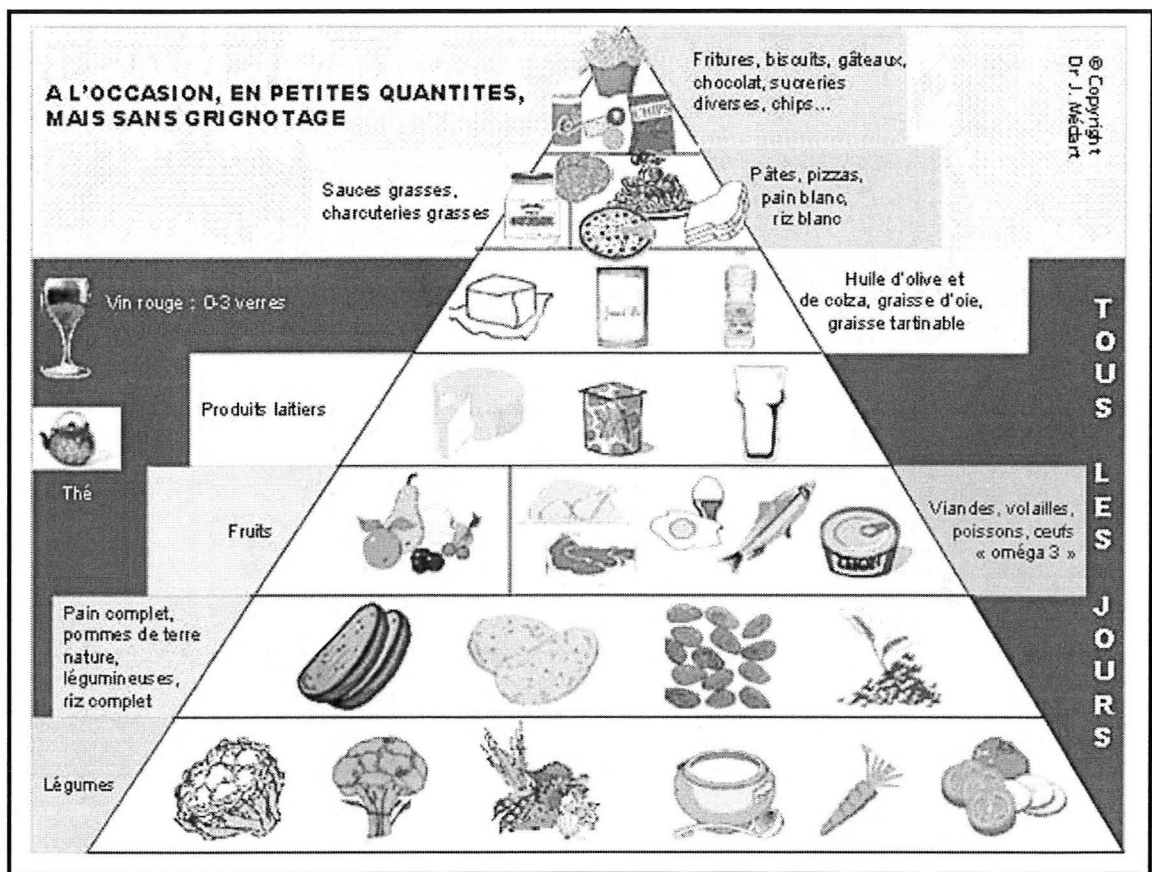 A L'OCCASION, EN PETITES QUANTITES,
MAIS SANS GRIGNOTAGE
Fritures, biscuits, gâteaux,
chocolat, sucreries
diverses, chips...
© Copyright
Dr J. Médart
CHIPS
Sauces grasses,
charcuteries grasses
Pâtes, pizzas,
pain blanc,
riz blanc
Vin rouge : 0-3 verres
Huile d'olive et
de colza, graisse d'oie,
graisse tartinable
TOUS LES JOURS
Produits laitiers
Thé
Fruits
Viandes, volailles,
poissons, œufs
« oméga 3 »
THON
Pain complet,
pommes de terre
nature,
légumineuses,
riz complet
Légumes